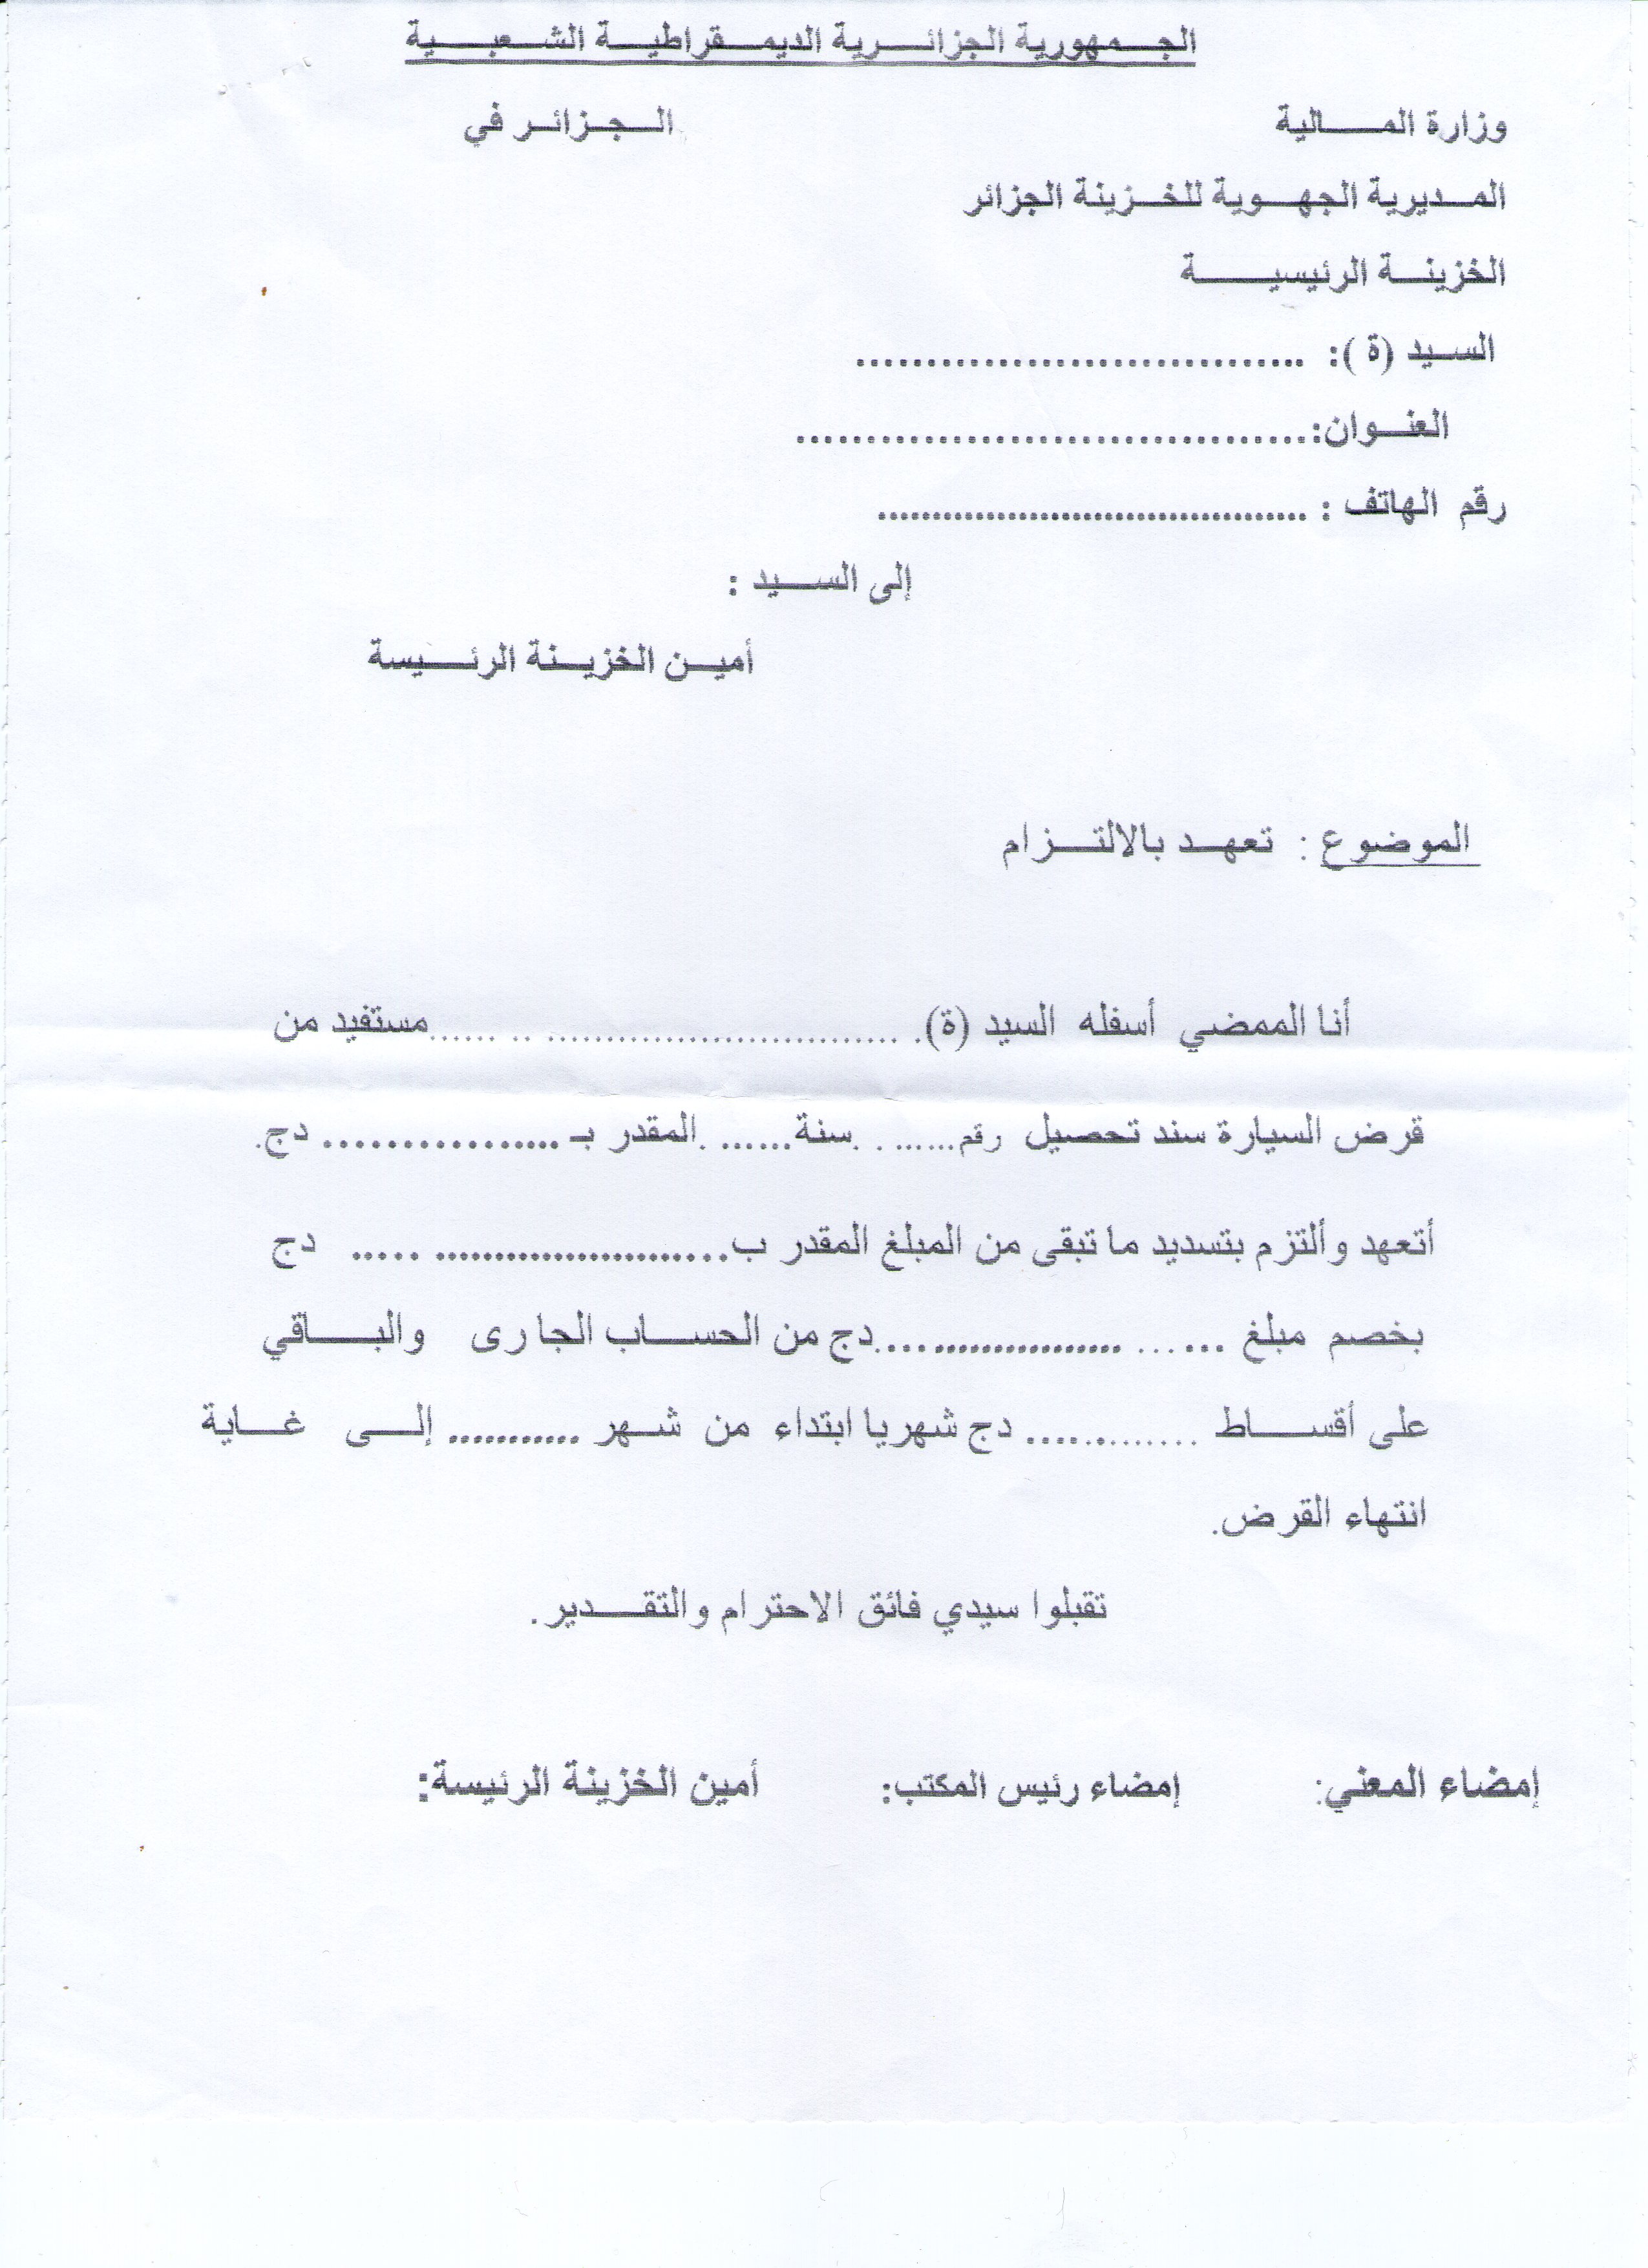 الجمهورية الجزائرية الديمقراطية الشعبية
وزارة المالية
الجزائر في
المديرية الجهوية للخزينة الجزائر
الخزينة الرئيسية
السيد (ة ): ................................
العنوان:....................................
رقم الهاتف : ......................................
إلى السيد :
أمين الخزينة الرئيسة
الموضوع : تعهد بالالتزام
أنا الممضي أسفله السيد (ة). .............................. .. ......مستفيد من
قرض السيارة سند تحصيل رقم...... . .سنة...... .المقدر بـ ................. دج.
أتعهد وألتزم بتسديد ما تبقى من المبلغ المقدر ب......................... ..... دج
بخصم مبلغ ... ... .....................دج من الحساب الجارى والباقي
على أقساط ............. دج شهريا ابتداء من شهر ........... إلى غاية
انتهاء القرض.
تقبلوا سيدي فائق الاحترام والتقدير.
إمضاء المعني: إمضاء رئيس المكتب: أمين الخزينة الرئيسة: